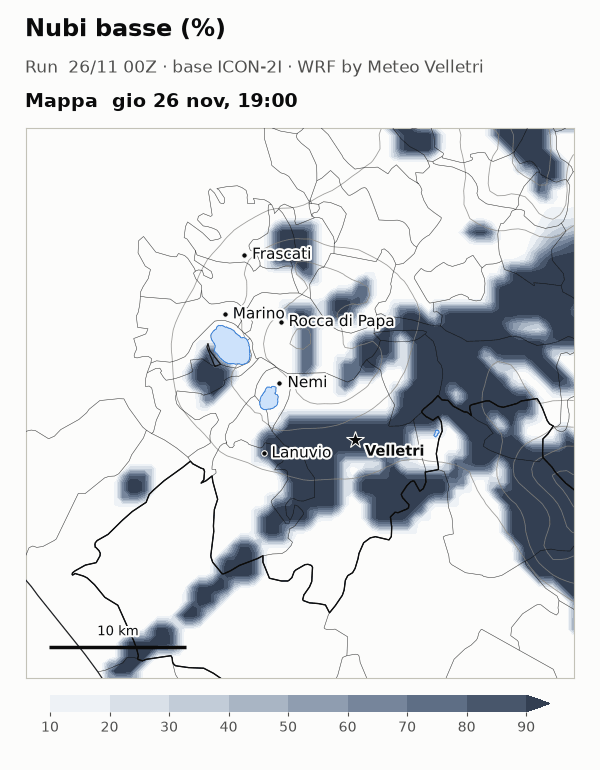 Nubi basse (%)
Run 26/11 00Z · base ICON-2I · WRF by Meteo Velletri
Mappa gio 26 nov, 19:00
Frascati
Marino
Rocca di Papa
Nemi
Velletri
Lanuvio
10 km
10 20 30 40 50 60 70 80 90